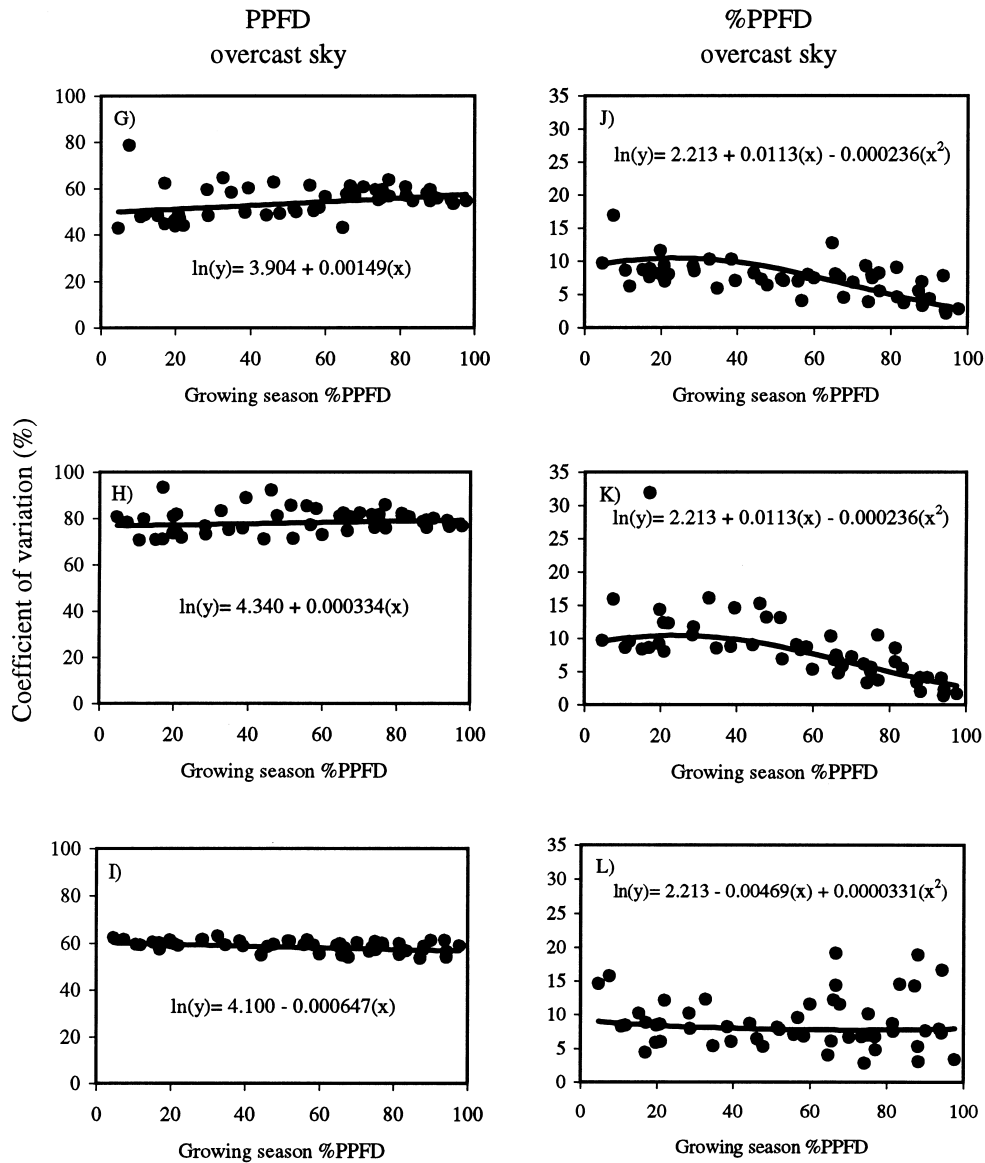 PPFD
overcast sky
%PPFD
overcast sky
Coefficient of variation (%)
G)
ln(y)= 3.904 + 0.00149(x)
100
80
60
40
20
0
0 20 40 60 80 100
Growing season %PPFD
J)
ln(y)= 2.213 + 0.0113(x) - 0.000236(x²)
35
30
25
20
15
10
5
0
0 20 40 60 80 100
Growing season %PPFD
H)
ln(y)= 4.340 + 0.000334(x)
100
80
60
40
20
0
0 20 40 60 80 100
Growing season %PPFD
K)
ln(y)= 2.213 + 0.0113(x) - 0.000236(x²)
35
30
25
20
15
10
5
0
0 20 40 60 80 100
Growing season %PPFD
I)
ln(y)= 4.100 - 0.000647(x)
100
80
60
40
20
0
0 20 40 60 80 100
Growing season %PPFD
L)
ln(y)= 2.213 - 0.00469(x) + 0.0000331(x²)
35
30
25
20
15
10
5
0
0 20 40 60 80 100
Growing season %PPFD